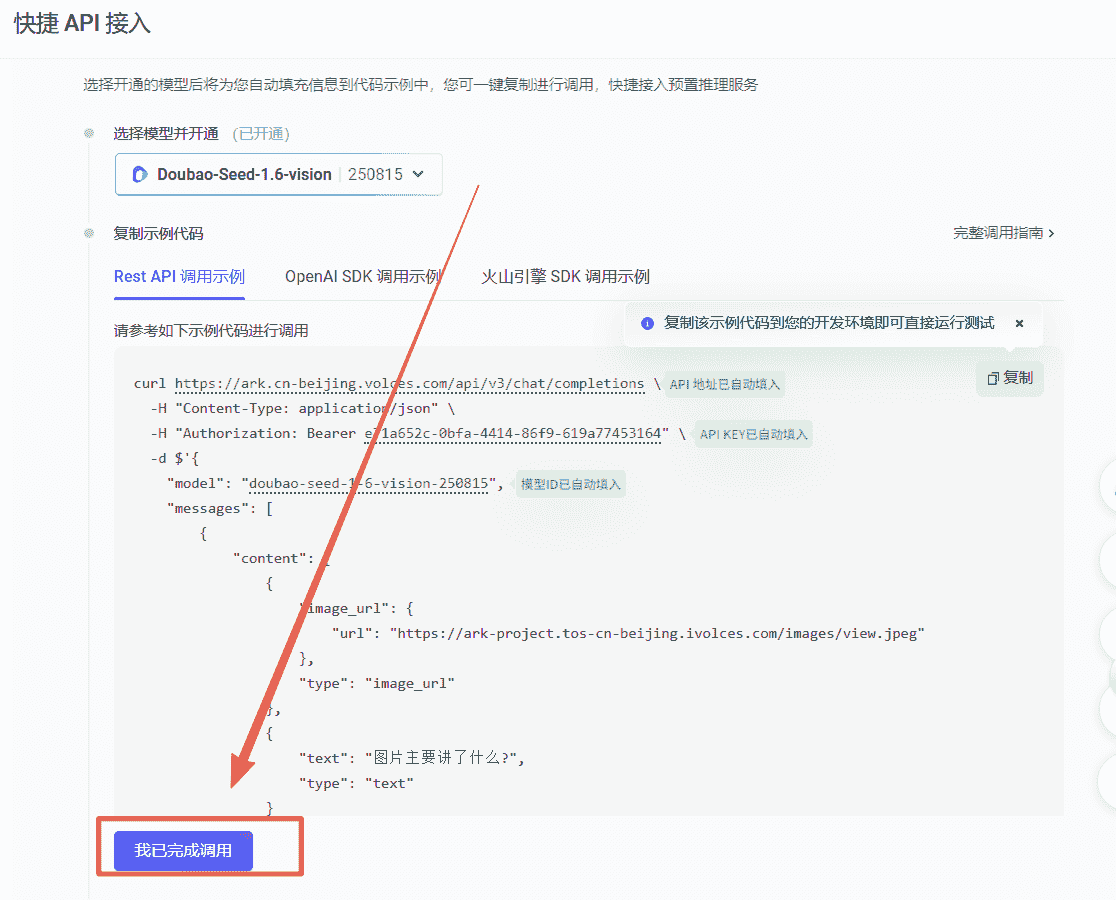 快捷 API 接入
选择开通的模型后将为您自动填充信息到代码示例中，您可一键复制进行调用，快捷接入预置推理服务
选择模型并开通 (已开通)
Doubao-Seed-1.6-vision 250815
复制示例代码 完整调用指南
Rest API 调用示例 OpenAI SDK 调用示例 火山引擎 SDK 调用示例
复制该示例代码到您的开发环境即可直接运行测试
请参考如下示例代码进行调用
复制
curl https://ark.cn-beijing.volces.com/api/v3/chat/completions \ API 地址已自动填入
-H "Content-Type: application/json" \
-H "Authorization: Bearer e71a652c-0bfa-4414-86f9-619a77453164" \ API KEY已自动填入
-d $'{
"model": "doubao-seed-1-6-vision-250815", 模型ID已自动填入
"messages": [
{
"content": [
{
"image_url": {
"url": "https://ark-project.tos-cn-beijing.ivolces.com/images/view.jpeg"
},
"type": "image_url"
},
{
"text": "图片主要讲了什么?",
"type": "text"
}
我已完成调用